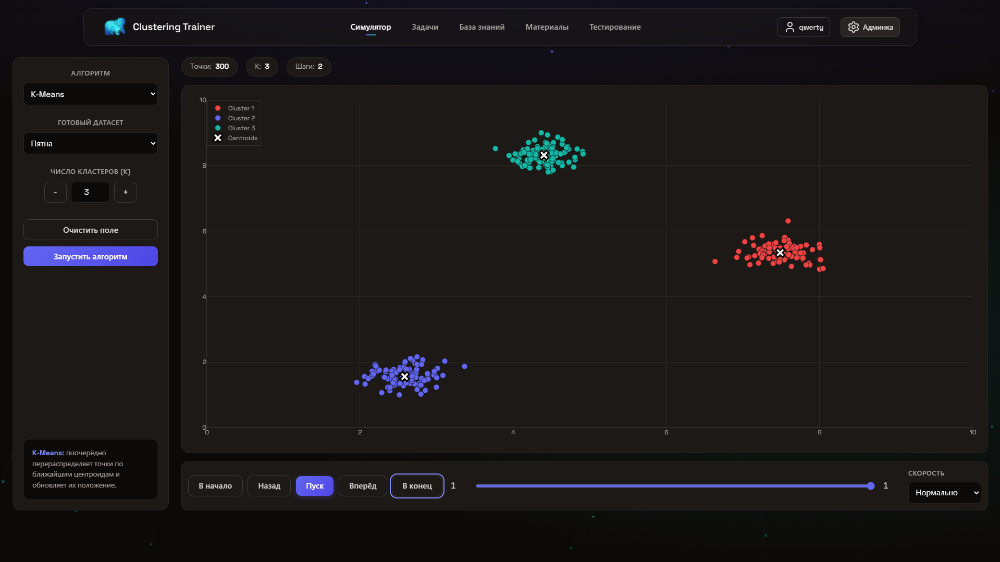 Clustering Trainer
Симулятор
Задачи
База знаний
Материалы
Тестирование
qwerty
Админка
АЛГОРИТМ
K-Means
ГОТОВЫЙ ДАТАСЕТ
Пятна
ЧИСЛО КЛАСТЕРОВ (K)
- 3 +
Очистить поле
Запустить алгоритм
K-Means: поочерёдно
перераспределяет точки по
ближайшим центроидам и
обновляет их положение.
Точки: 300
K: 3
Шаги: 2
Cluster 1
Cluster 2
Cluster 3
Centroids
10
8
6
4
2
0
0 2 4 6 8 10
В начало
Назад
Пуск
Вперёд
В конец
1
1
СКОРОСТЬ
Нормально